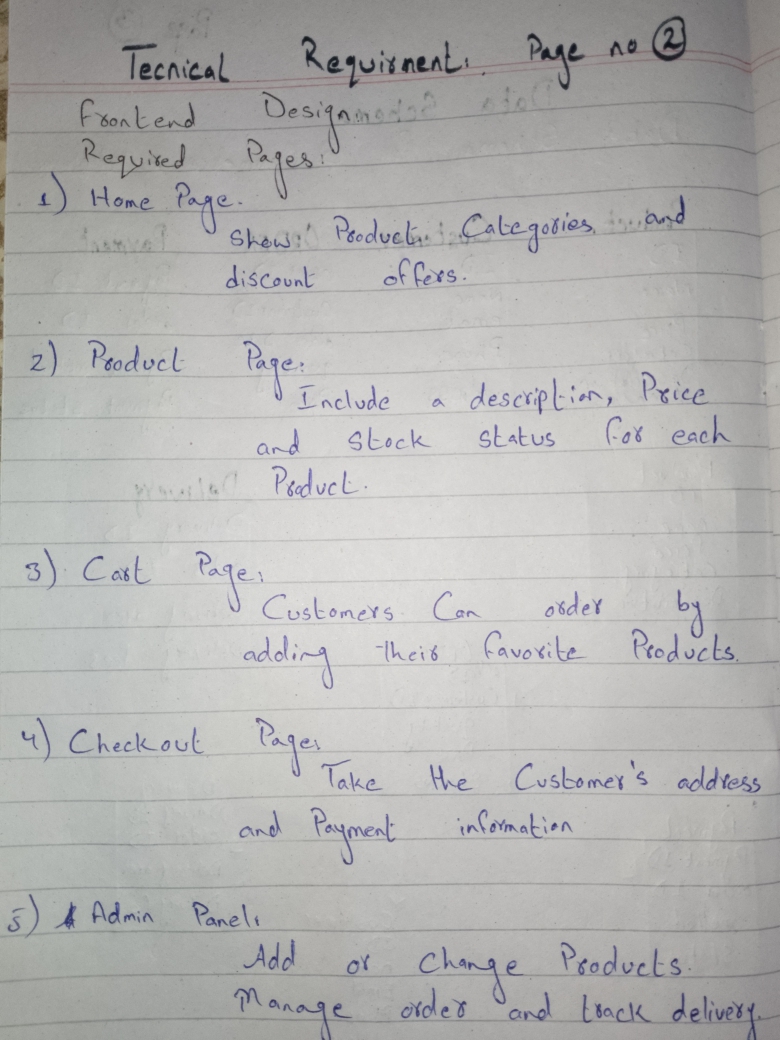 Tecnical Requirment: Page no 2
Frontend Design
Required Pages:
1) Home Page.
Show Product Categories and
discount offers.
2) Product Page:
Include a description, Price
and Stock status for each
Product.
3) Cart Page:
Customers Can order by
adding their favorite Products.
4) Checkout Page:
Take the Customer's address
and Payment information
5) Admin Panel:
Add or Change Products.
Manage order and track delivery.